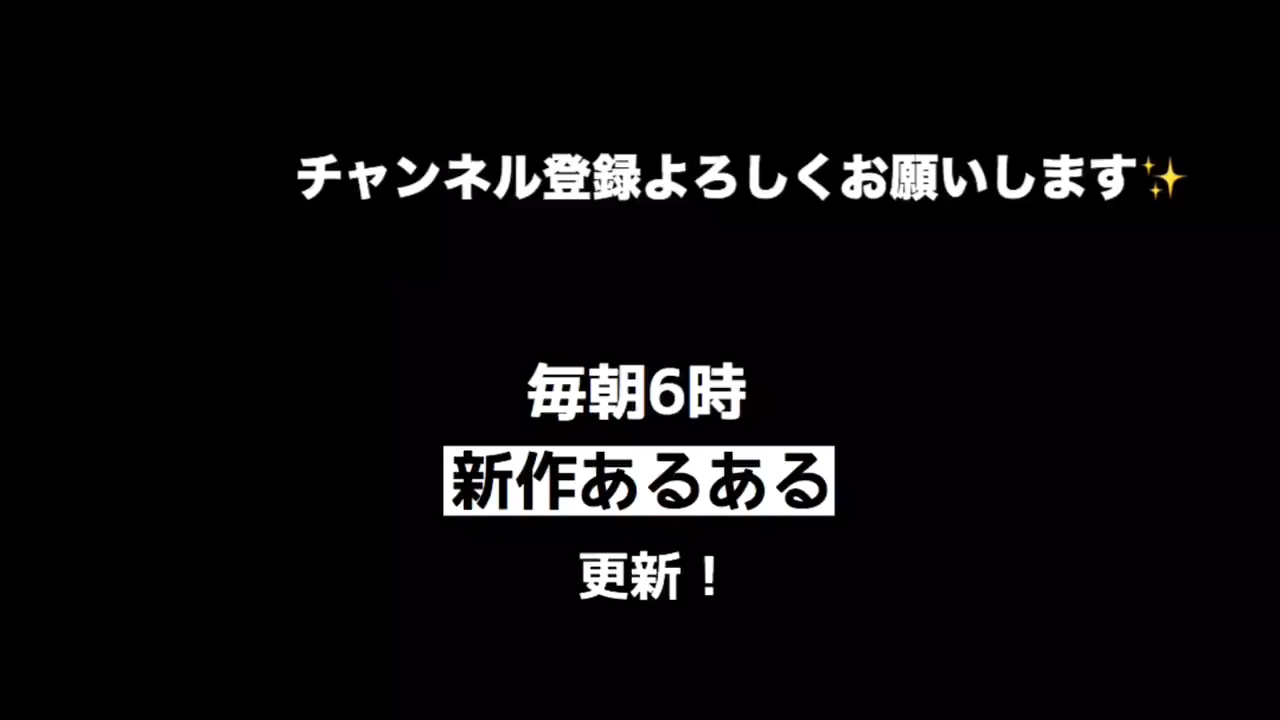 チャンネル登録よろしくお願いします✨
毎朝6時
新作あるある
更新！